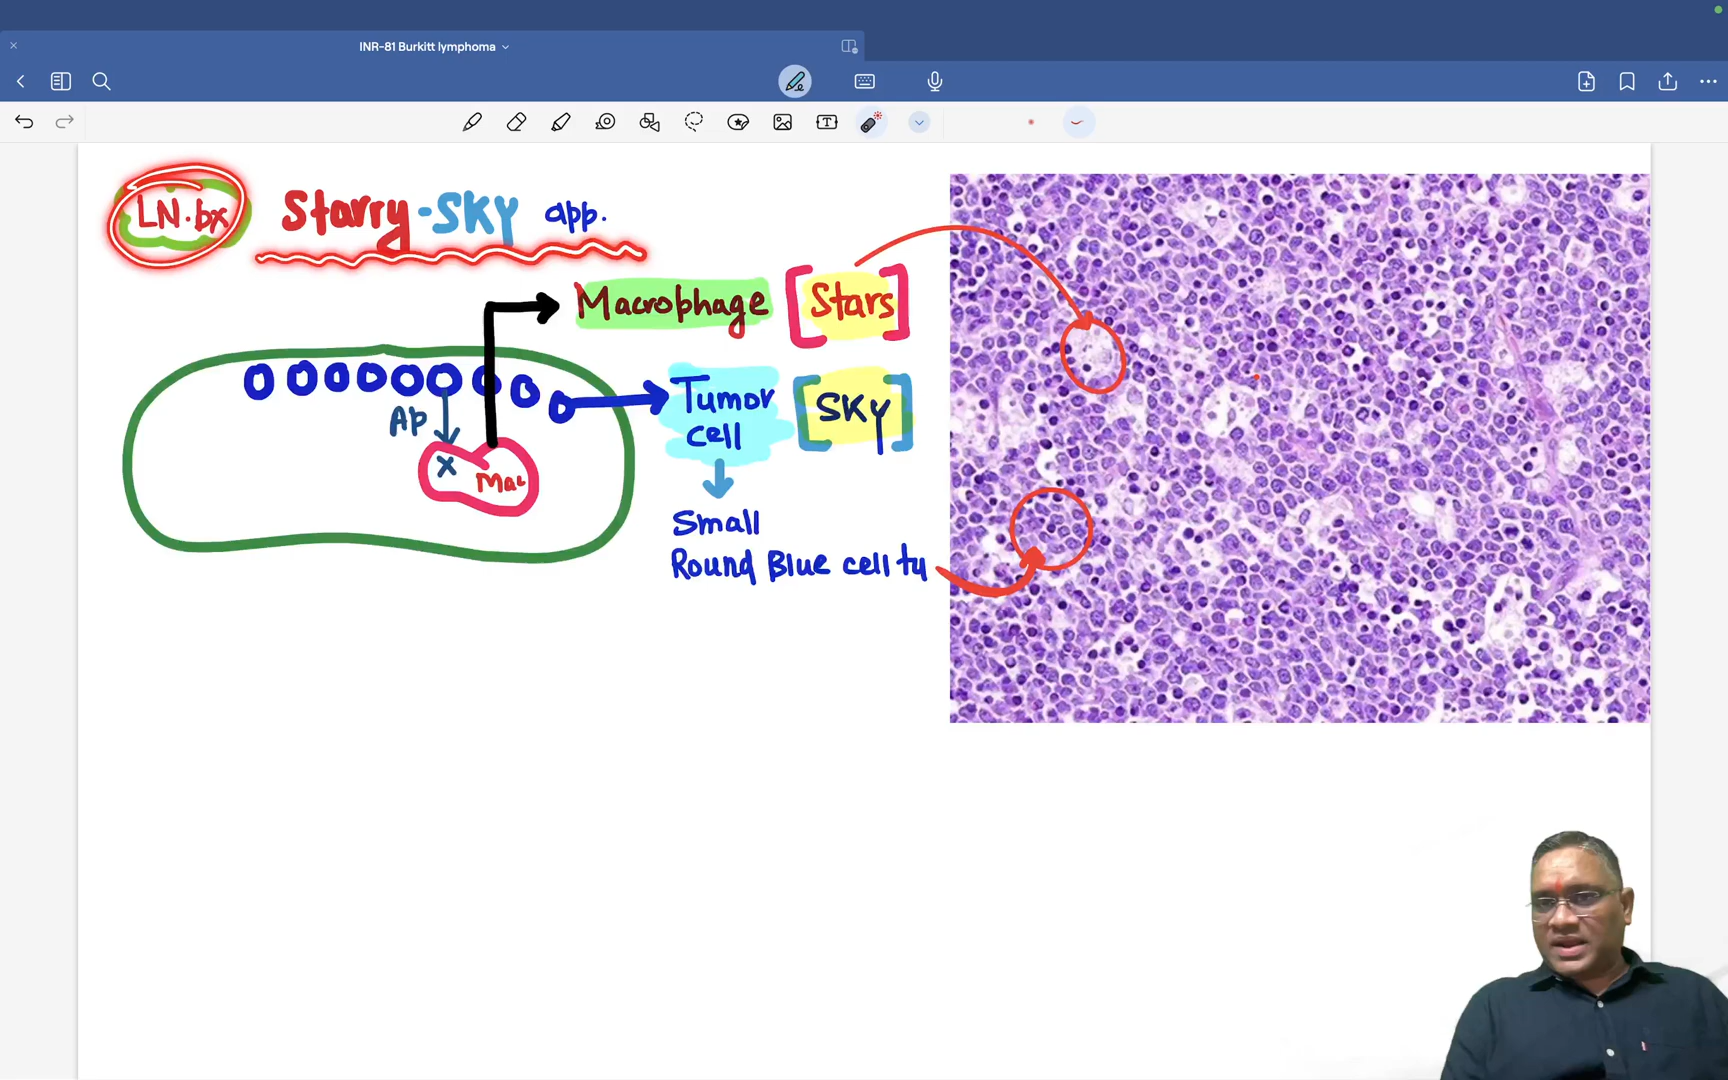 INR-81 Burkitt lymphoma
LN.bx Starry-SKY app.
Macrophage [Stars]
Ap
Tumor [SKY]
cell
x Mac
Small
Round Blue cell tu